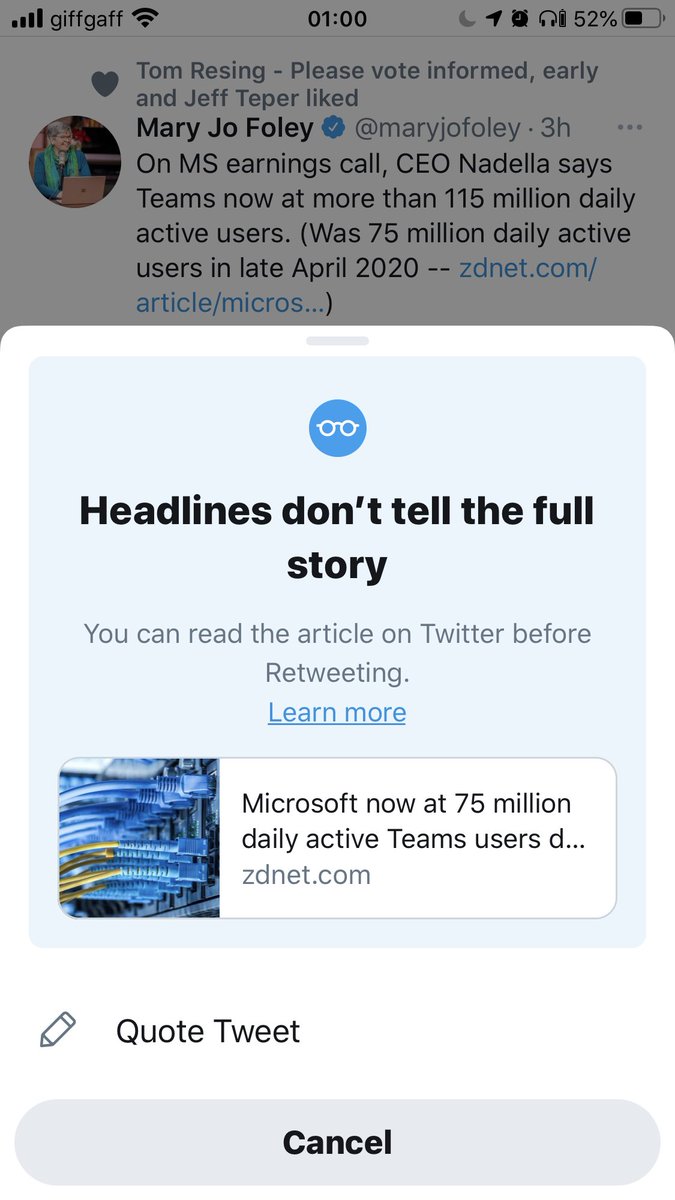 giffgaff 01:00 52%
Tom Resing - Please vote informed, early
and Jeff Teper liked
Mary Jo Foley @maryjofoley · 3h
On MS earnings call, CEO Nadella says
Teams now at more than 115 million daily
active users. (Was 75 million daily active
users in late April 2020 -- zdnet.com/
article/micros...)
Headlines don’t tell the full
story
You can read the article on Twitter before
Retweeting.
Learn more
Microsoft now at 75 million
daily active Teams users d...
zdnet.com
Quote Tweet
Cancel